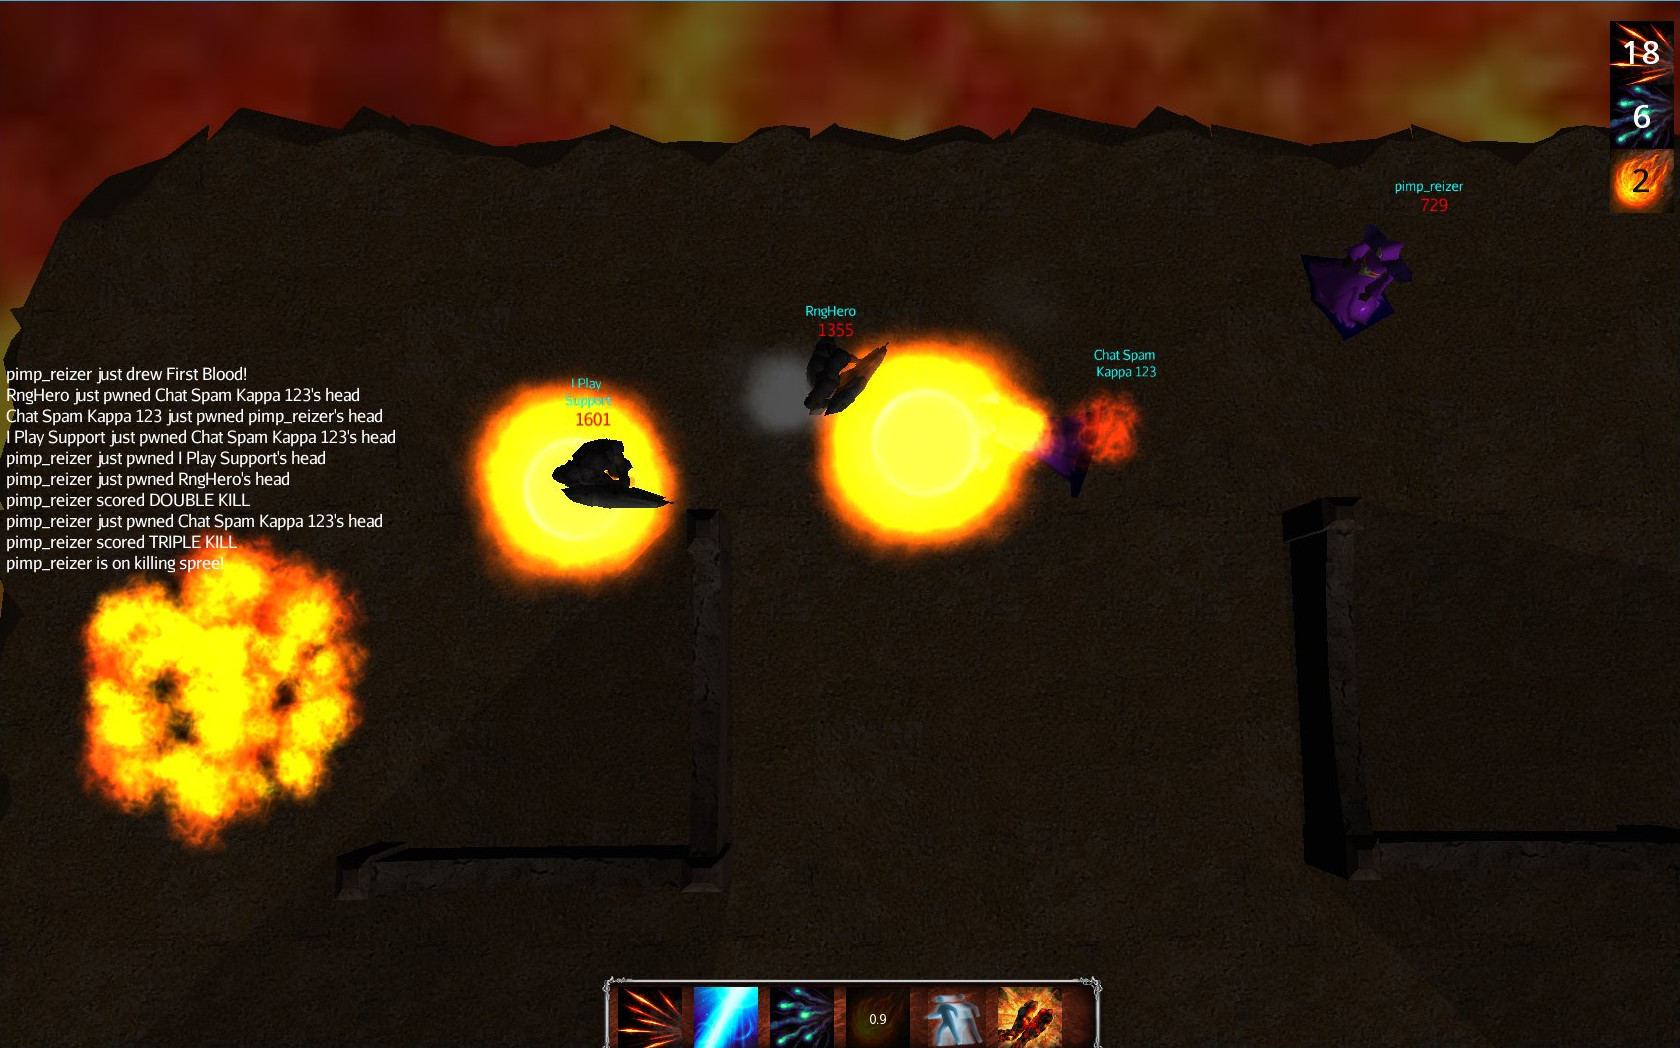 18
6
2
pimp_reizer
729
RngHero
1355
Chat Spam
Kappa 123
I Play
Support
1601
pimp_reizer just drew First Blood!
RngHero just pwned Chat Spam Kappa 123's head
Chat Spam Kappa 123 just pwned pimp_reizer's head
I Play Support just pwned Chat Spam Kappa 123's head
pimp_reizer just pwned I Play Support's head
pimp_reizer just pwned RngHero's head
pimp_reizer scored DOUBLE KILL
pimp_reizer just pwned Chat Spam Kappa 123's head
pimp_reizer scored TRIPLE KILL
pimp_reizer is on killing spree!
0.9